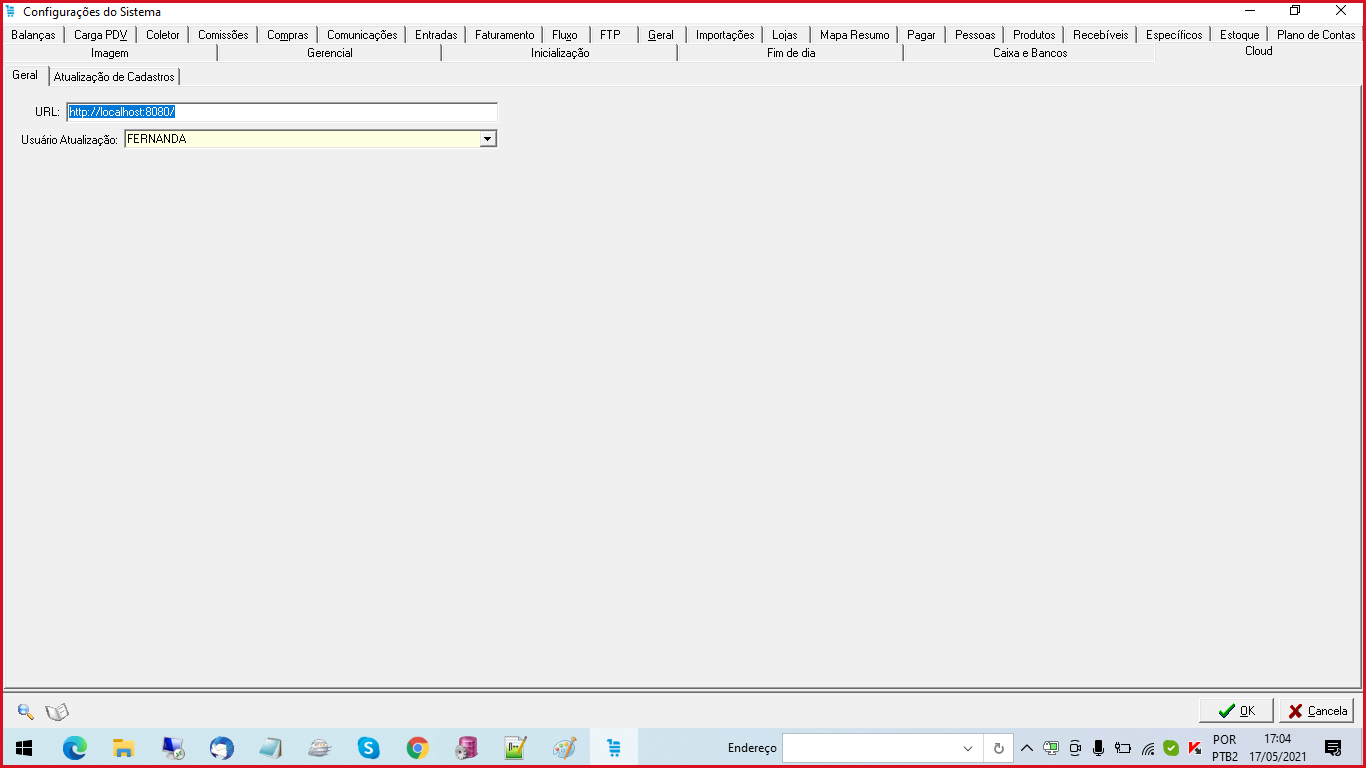 Configurações do Sistema
Balanças Carga PDV Coletor Comissões Compras Comunicações Entradas Faturamento Fluxo FTP Geral Importações Lojas Mapa Resumo Pagar Pessoas Produtos Recebíveis Específicos Estoque Plano de Contas
Imagem Gerencial Inicialização Fim de dia Caixa e Bancos Cloud
Geral Atualização de Cadastros
URL: http://localhost:8080/
Usuário Atualização: FERNANDA
OK Cancela
Endereço
POR 17:04
PTB2 17/05/2021